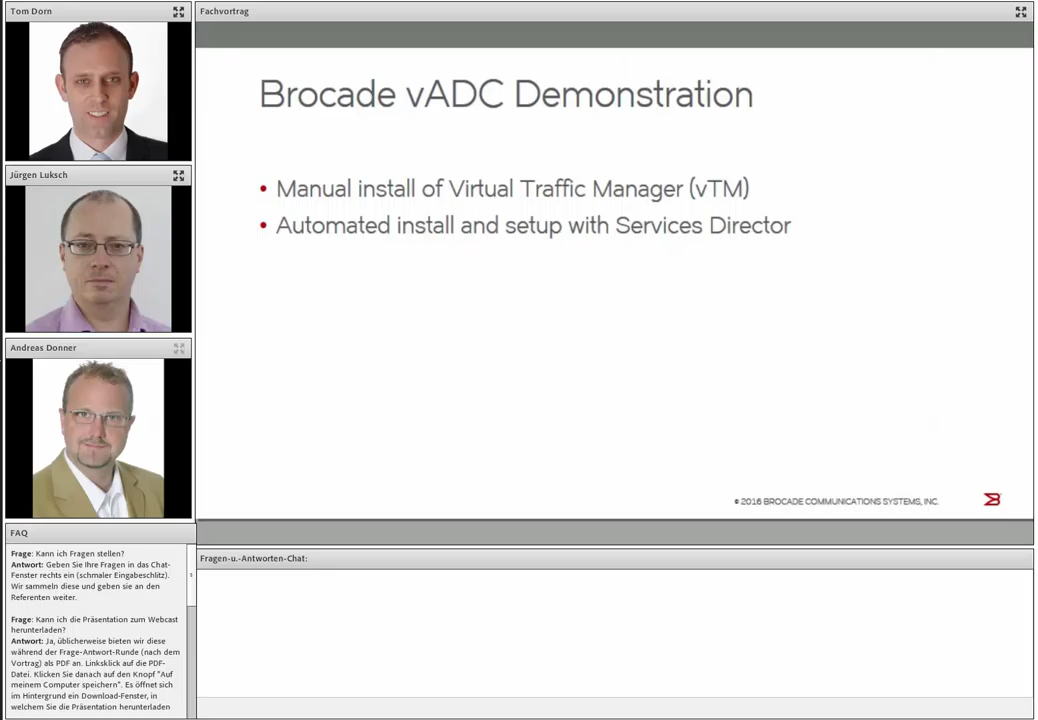 Tom Dorn
Fachvortrag
Brocade vADC Demonstration
• Manual install of Virtual Traffic Manager (vTM)
• Automated install and setup with Services Director
© 2016 BROCADE COMMUNICATIONS SYSTEMS, INC.
Jürgen Luksch
Andreas Donner
FAQ
Frage: Kann ich Fragen stellen?
Antwort: Geben Sie Ihre Fragen in das Chat-
Fenster rechts ein (schmaler Eingabeschlitz).
Wir sammeln diese und geben sie an den
Referenten weiter.
Frage: Kann ich die Präsentation zum Webcast
herunterladen?
Antwort: Ja, üblicherweise bieten wir diese
während der Frage-Antwort-Runde (nach dem
Vortrag) als PDF an. Linksklick auf die PDF-
Datei. Klicken Sie danach auf den Knopf "Auf
meinem Computer speichern". Es öffnet sich
im Hintergrund ein Download-Fenster, in
welchem Sie die Präsentation herunterladen
Fragen-u.-Antworten-Chat: